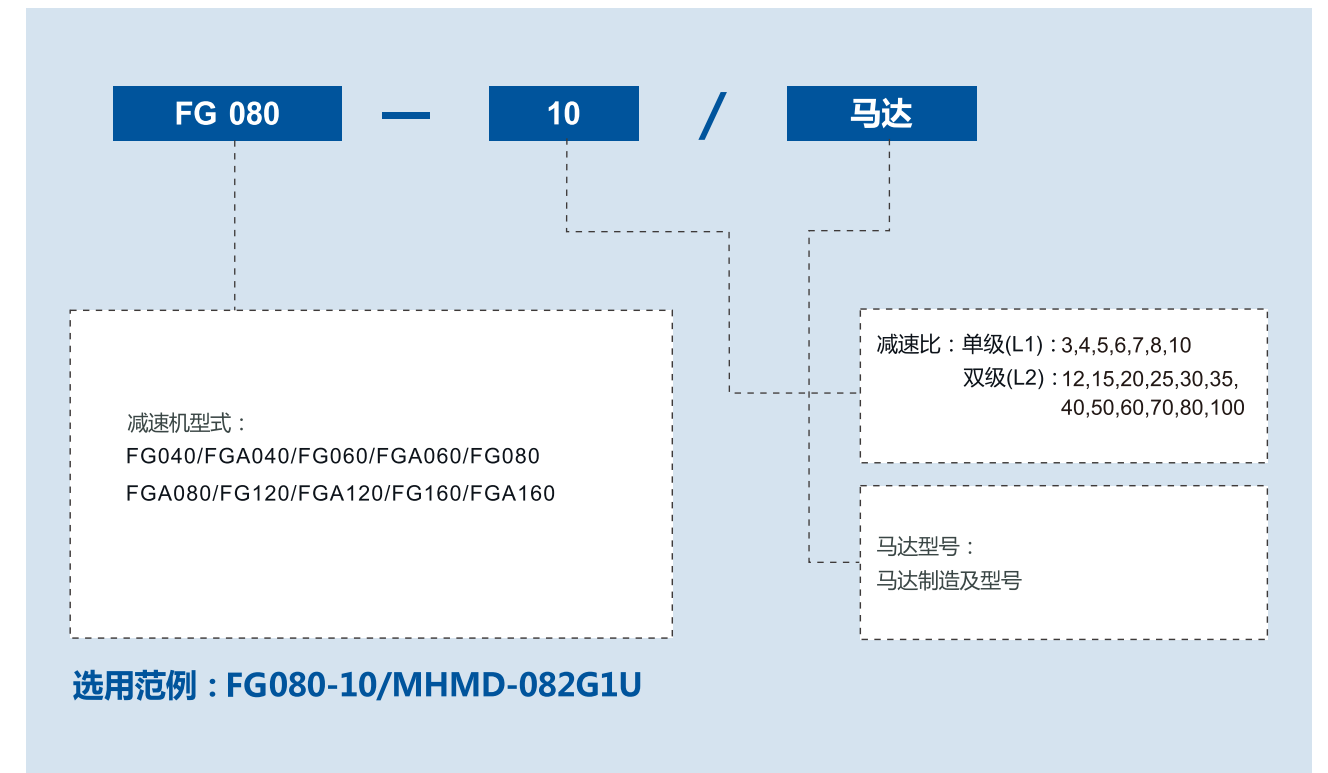 FG 080 — 10 / 马达
减速机型式：
FG040/FGA040/FG060/FGA060/FG080
FGA080/FG120/FGA120/FG160/FGA160
减速比：单级(L1)：3,4,5,6,7,8,10
双级(L2)：12,15,20,25,30,35,
40,50,60,70,80,100
马达型号：
马达制造及型号
选用范例：FG080-10/MHMD-082G1U